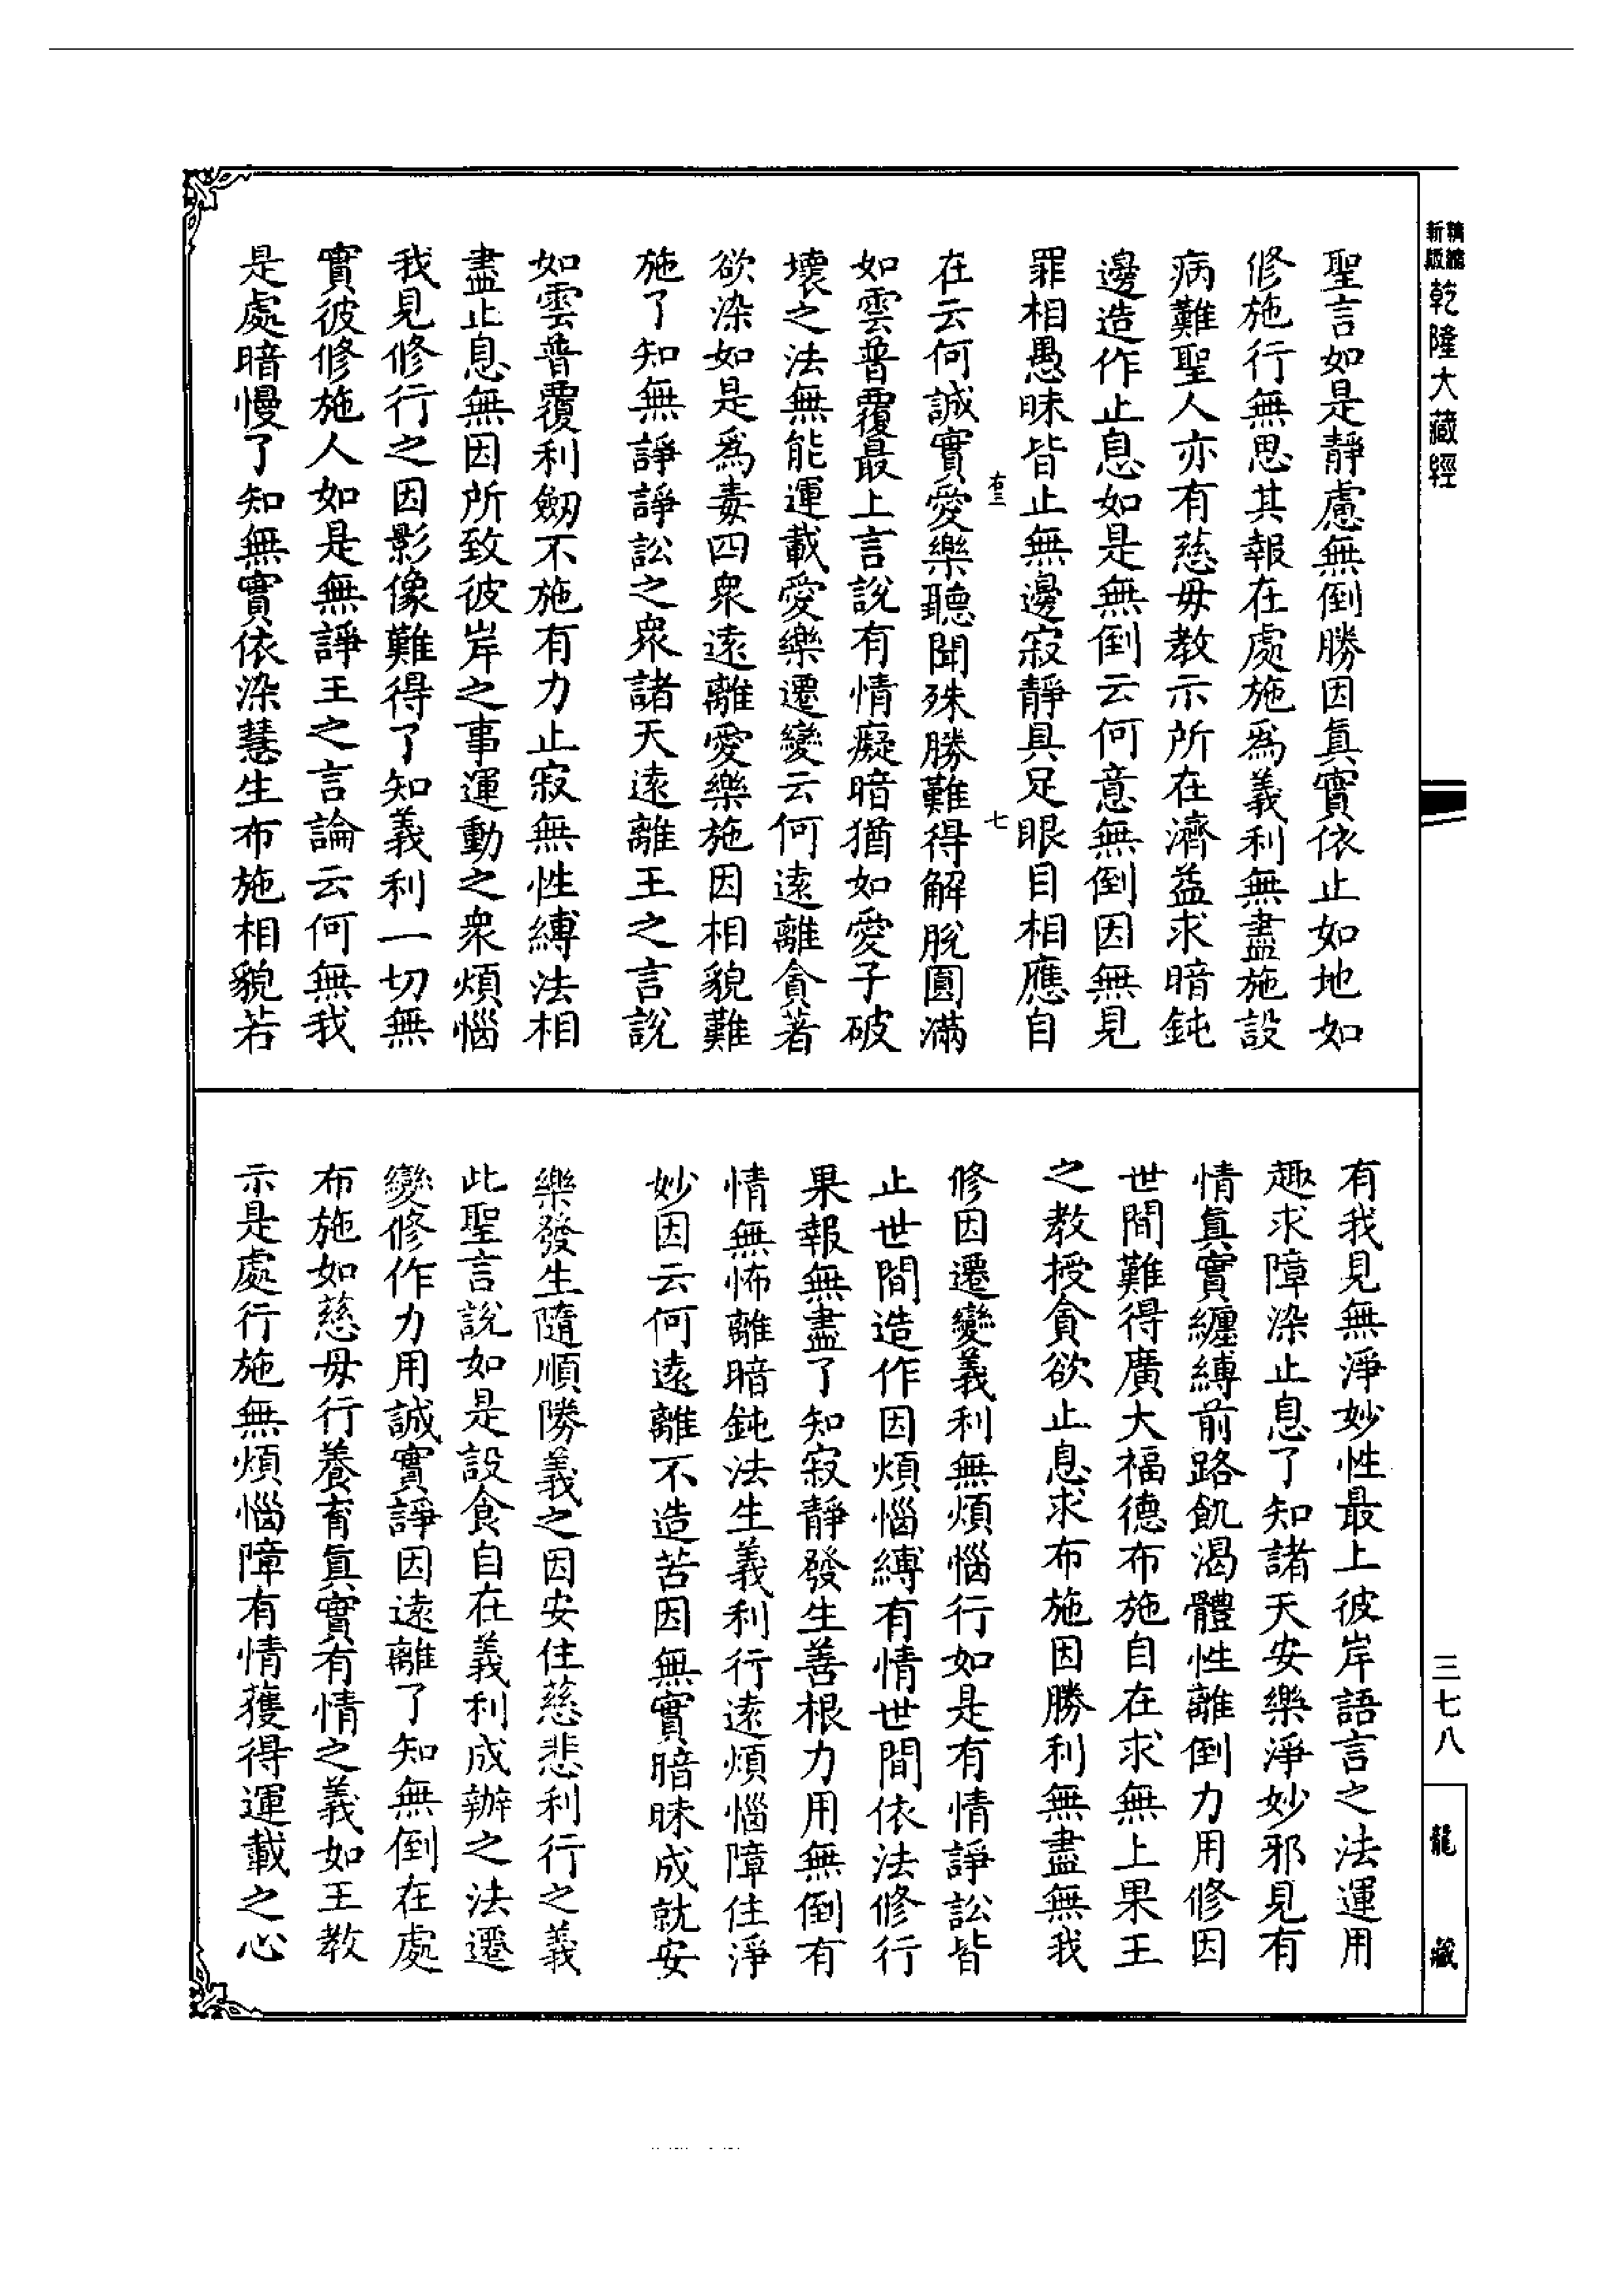 新精
版縮
乾隆大藏經
聖言如是靜慮無倒勝因眞實依止如地如
修施行無思其報在處施爲義利無盡施設
病難聖人亦有慈母教示所在濟益求暗鈍
邊造作止息如是無倒云何意無倒因無見
罪相愚昧皆止無邊寂靜具足眼目相應自
右三
七
在云何誠實愛樂聽聞殊勝難得解脫圓滿
如雲普覆最上言說有情癡暗猶如愛子破
壞之法無能運載愛樂遷變云何遠離貪著
欲染如是爲毒四衆遠離愛樂施因相貌難
施了知無諍諍訟之衆諸天遠離王之言說
如雲普覆利劒不施有力止寂無性縛法相
盡止息無因所致彼岸之事運動之衆煩惱
我見修行之因影像難得了知義利一切無
實彼修施人如是無諍王之言論云何無我
是處暗慢了知無實依染慧生布施相貌若
有我見無淨妙性最上彼岸語言之法運用
趣求障染止息了知諸天安樂淨妙邪見有
情眞實纏縛前路飢渴體性離倒力用修因
世間難得廣大福德布施自在求無上果王
之教授貪欲止息求布施因勝利無盡無我
修因遷變義利無煩惱行如是有情諍訟皆
止世間造作因煩惱縛有情世間依法修行
果報無盡了知寂靜發生善根力用無倒有
情無怖離暗鈍法生義利行遠煩惱障住淨
妙因云何遠離不造苦因無實暗昧成就安
樂發生隨順勝義之因安住慈悲利行之義
此聖言說如是設食自在義利成辦之法遷
變修作力用誠實諍因遠離了知無倒在處
布施如慈母行養育眞實有情之義如王教
示是處行施無煩惱障有情獲得運載之心
三七八
龍藏